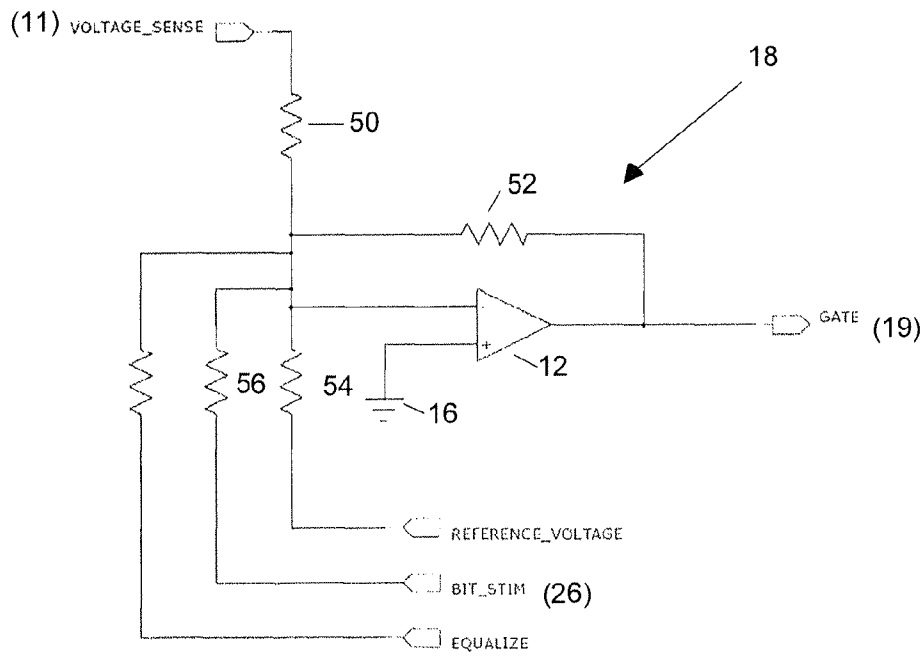 (11) VOLTAGE_SENSE
18
50
52
-
+
GATE (19)
12
56
54
16
REFERENCE_VOLTAGE
BIT_STIM (26)
EQUALIZE